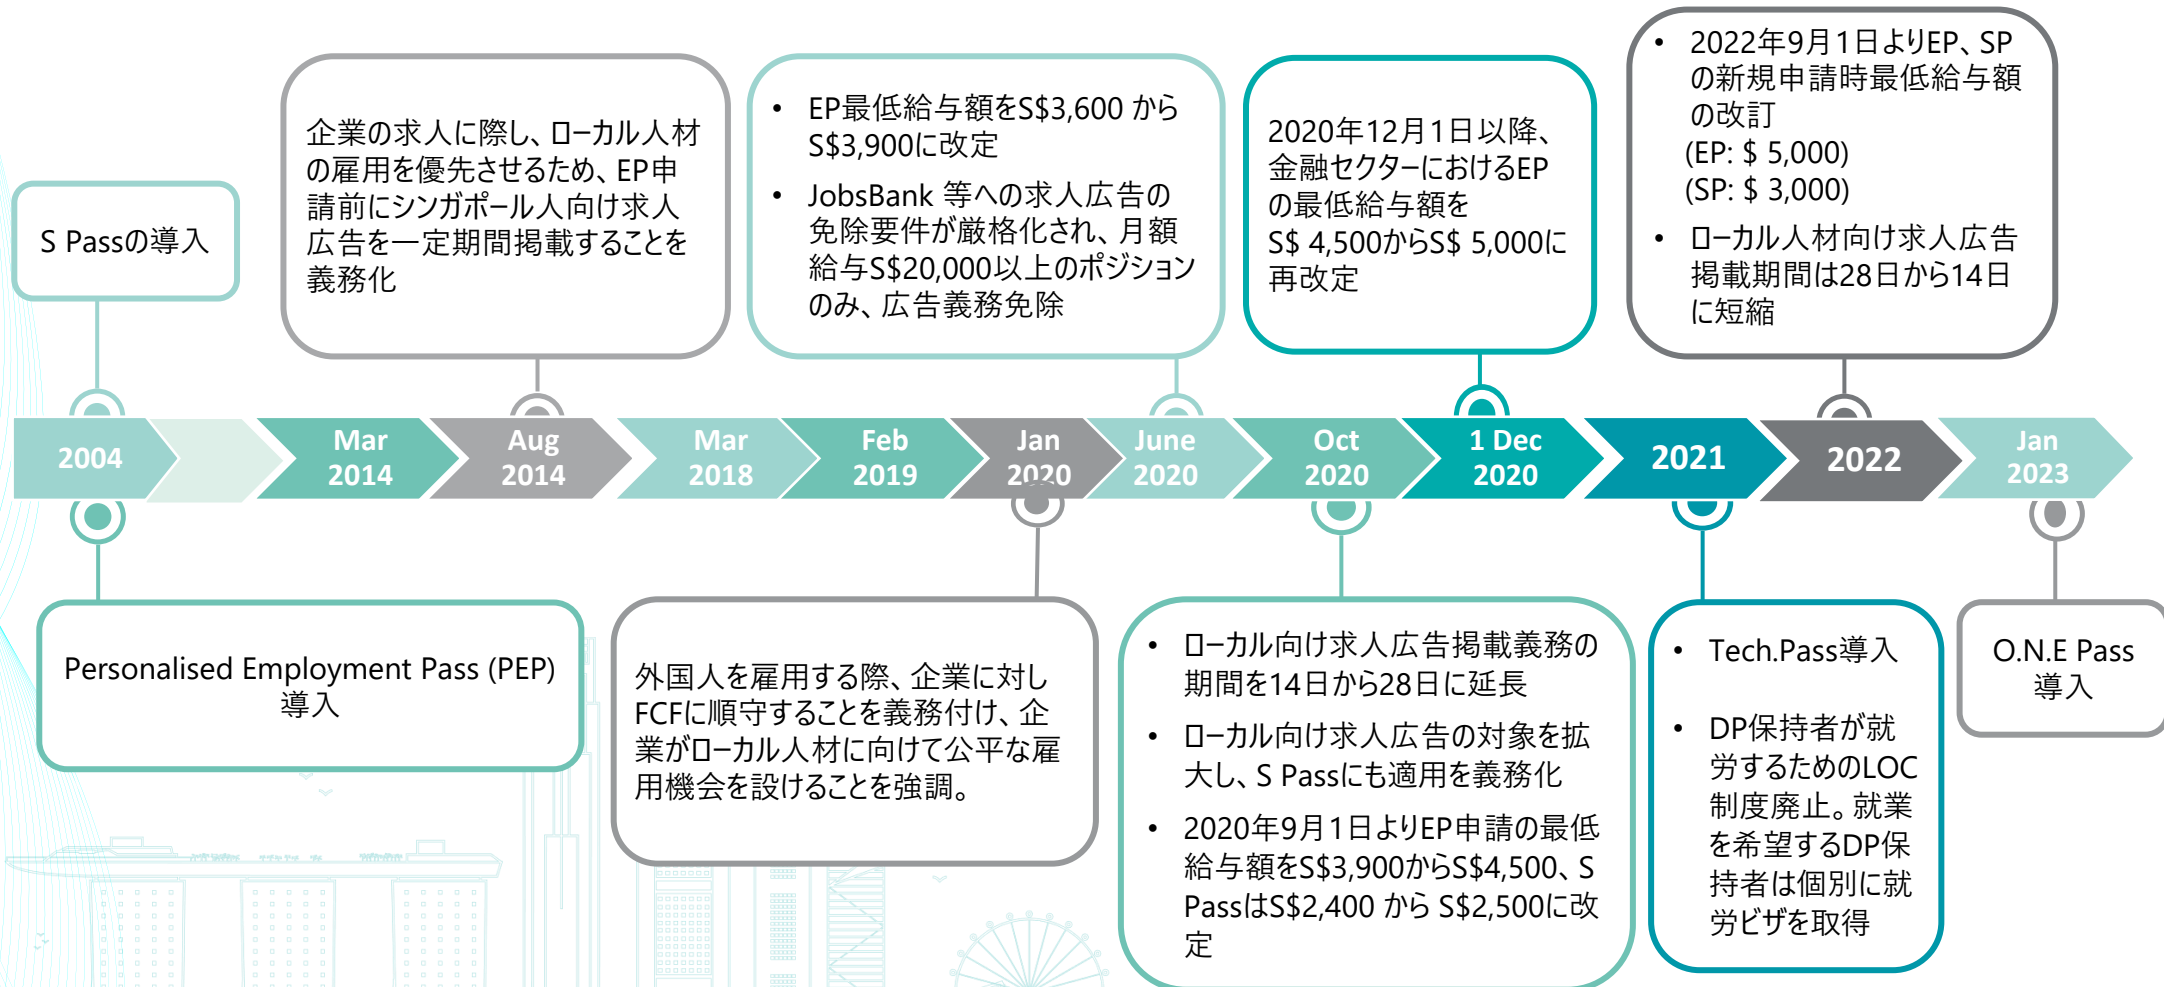 S Passの導入
企業の求人に際し、ローカル人材
の雇用を優先させるため、EP申
請前にシンガポール人向け求人
広告を一定期間掲載することを
義務化
• EP最低給与額をS$3,600 から
S$3,900に改定
• JobsBank 等への求人広告の
免除要件が厳格化され、月額
給与S$20,000以上のポジション
のみ、広告義務免除
2020年12月1日以降、
金融セクターにおけるEP
の最低給与額を
S$ 4,500からS$ 5,000に
再改定
• 2022年9月1日よりEP、SP
の新規申請時最低給与額
の改訂
(EP: $ 5,000)
(SP: $ 3,000)
• ローカル人材向け求人広告
掲載期間は28日から14日
に短縮
2004
Mar
2014
Aug
2014
Mar
2018
Feb
2019
Jan
2020
June
2020
Oct
2020
1 Dec
2020
2021
2022
Jan
2023
Personalised Employment Pass (PEP)
導入
外国人を雇用する際、企業に対し
FCFに順守することを義務付け、企
業がローカル人材に向けて公平な雇
用機会を設けることを強調。
• ローカル向け求人広告掲載義務の
期間を14日から28日に延長
• ローカル向け求人広告の対象を拡
大し、S Passにも適用を義務化
• 2020年9月1日よりEP申請の最低
給与額をS$3,900からS$4,500、S
PassはS$2,400 から S$2,500に改
定
• Tech.Pass導入
• DP保持者が就
労するためのLOC
制度廃止。就業
を希望するDP保
持者は個別に就
労ビザを取得
O.N.E Pass
導入